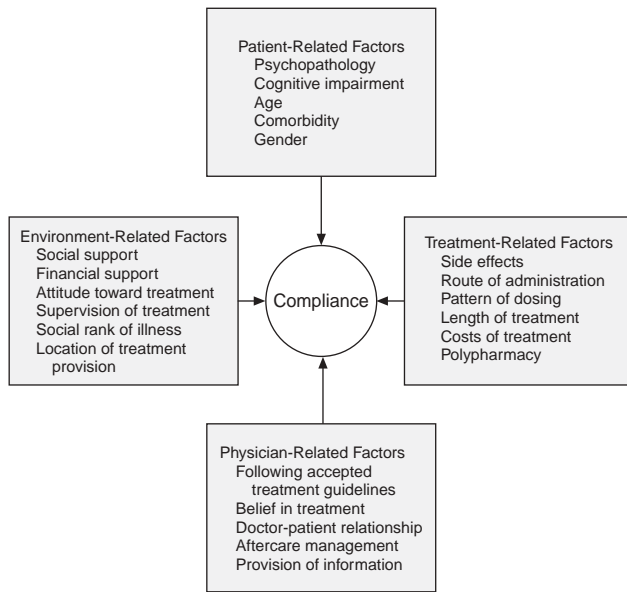 Patient-Related Factors
Psychopathology
Cognitive impairment
Age
Comorbidity
Gender
Environment-Related Factors
Social support
Financial support
Attitude toward treatment
Supervision of treatment
Social rank of illness
Location of treatment
provision
Compliance
Treatment-Related Factors
Side effects
Route of administration
Pattern of dosing
Length of treatment
Costs of treatment
Polypharmacy
Physician-Related Factors
Following accepted
treatment guidelines
Belief in treatment
Doctor-patient relationship
Aftercare management
Provision of information